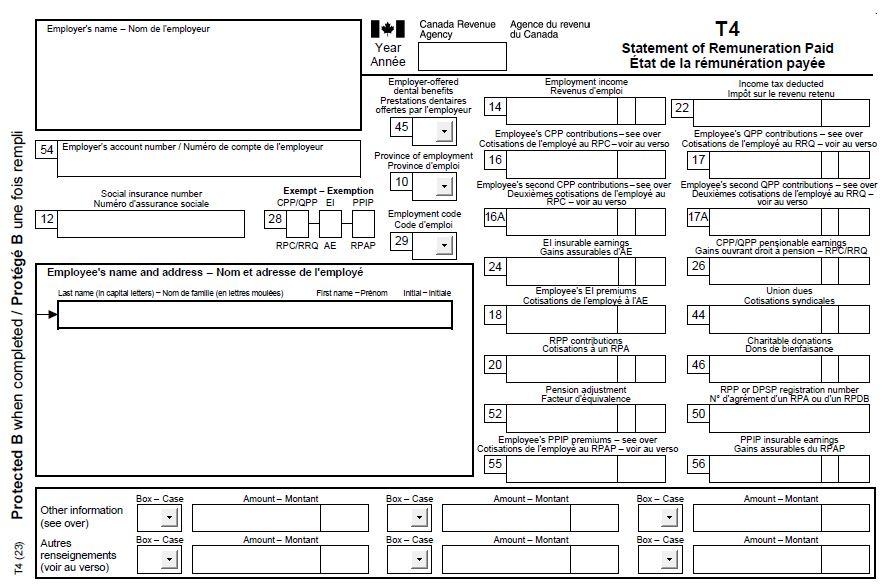 Employer's name – Nom de l'employeur
Year
Année
Canada Revenue
Agency
Agence du revenu
du Canada
T4
Statement of Remuneration Paid
État de la rémunération payée
Employer-offered
dental benefits
Prestations dentaires
offertes par l'employeur
45
Employment income
Revenus d'emploi
14
Income tax deducted
Impôt sur le revenu retenu
22
54
Employer's account number / Numéro de compte de l'employeur
Province of employment
Province d'emploi
10
Employee's CPP contributions – see over
Cotisations de l'employé au RPC – voir au verso
16
Employee's QPP contributions – see over
Cotisations de l'employé au RRQ – voir au verso
17
Social insurance number
Numéro d'assurance sociale
12
Exempt – Exemption
CPP/QPP EI PPIP
28
RPC/RRQ AE RPAP
Employment code
Code d'emploi
29
Employee's second CPP contributions – see over
Deuxièmes cotisations de l'employé au
RPC – voir au verso
16A
Employee's second QPP contributions – see over
Deuxièmes cotisations de l'employé au RRQ –
voir au verso
17A
EI insurable earnings
Gains assurables d'AE
24
CPP/QPP pensionable earnings
Gains ouvrant droit à pension – RPC/RRQ
26
Employee's name and address – Nom et adresse de l'employé
Last name (in capital letters) – Nom de famille (en lettres moulées) First name – Prénom Initial – Initiale
Employee's EI premiums
Cotisations de l'employé à l'AE
18
Union dues
Cotisations syndicales
44
RPP contributions
Cotisations à un RPA
20
Charitable donations
Dons de bienfaisance
46
Pension adjustment
Facteur d'équivalence
52
RPP or DPSP registration number
N° d'agrément d'un RPA ou d'un RPDB
50
Employee's PPIP premiums – see over
Cotisations de l'employé au RPAP – voir au verso
55
PPIP insurable earnings
Gains assurables du RPAP
56
Other information
(see over)
Box – Case Amount – Montant Box – Case Amount – Montant Box – Case Amount – Montant
Autres
renseignements
(voir au verso)
Box – Case Amount – Montant Box – Case Amount – Montant Box – Case Amount – Montant
Protected B when completed / Protégé B une fois rempli
T4 (23)